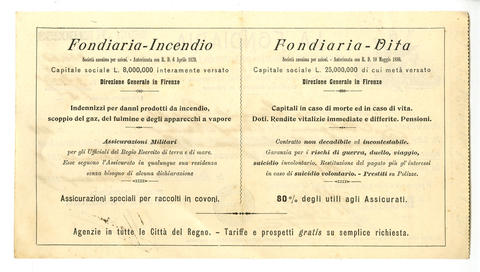 Fondiaria-Incendio
Società anonima per azioni. - Autorizzata con R. D. 6 Aprile 1879.
Capitale sociale L. 8,000,000 interamente versato
Direzione Generale in Firenze
Indennizzi per danni prodotti da incendio,
scoppio del gaz, del fulmine e degli apparecchi a vapore
Assicurazioni Militari
per gli Ufficiali del Regio Esercito di terra e di mare.
Esse seguono l'Assicurato in qualunque sua residenza
senza bisogno di alcuna dichiarazione
Assicurazioni speciali per raccolti in covoni.
Fondiaria-Vita
Società anonima per azioni. - Autorizzata con R. D. 10 Maggio 1880.
Capitale sociale L. 25,000,000 di cui metà versato
Direzione Generale in Firenze
Capitali in caso di morte ed in caso di vita.
Doti. Rendite vitalizie immediate e differite. Pensioni.
Contratto non decadibile ed incontestabile.
Garanzia per i rischi di guerra, duello, viaggio,
suicidio involontario, Restituzione del pagato più gl'interessi
in caso di suicidio volontario. - Prestiti su Polizze.
80 % degli utili agli Assicurati.
Agenzie in tutte le Città del Regno. - Tariffe e prospetti gratis su semplice richiesta.